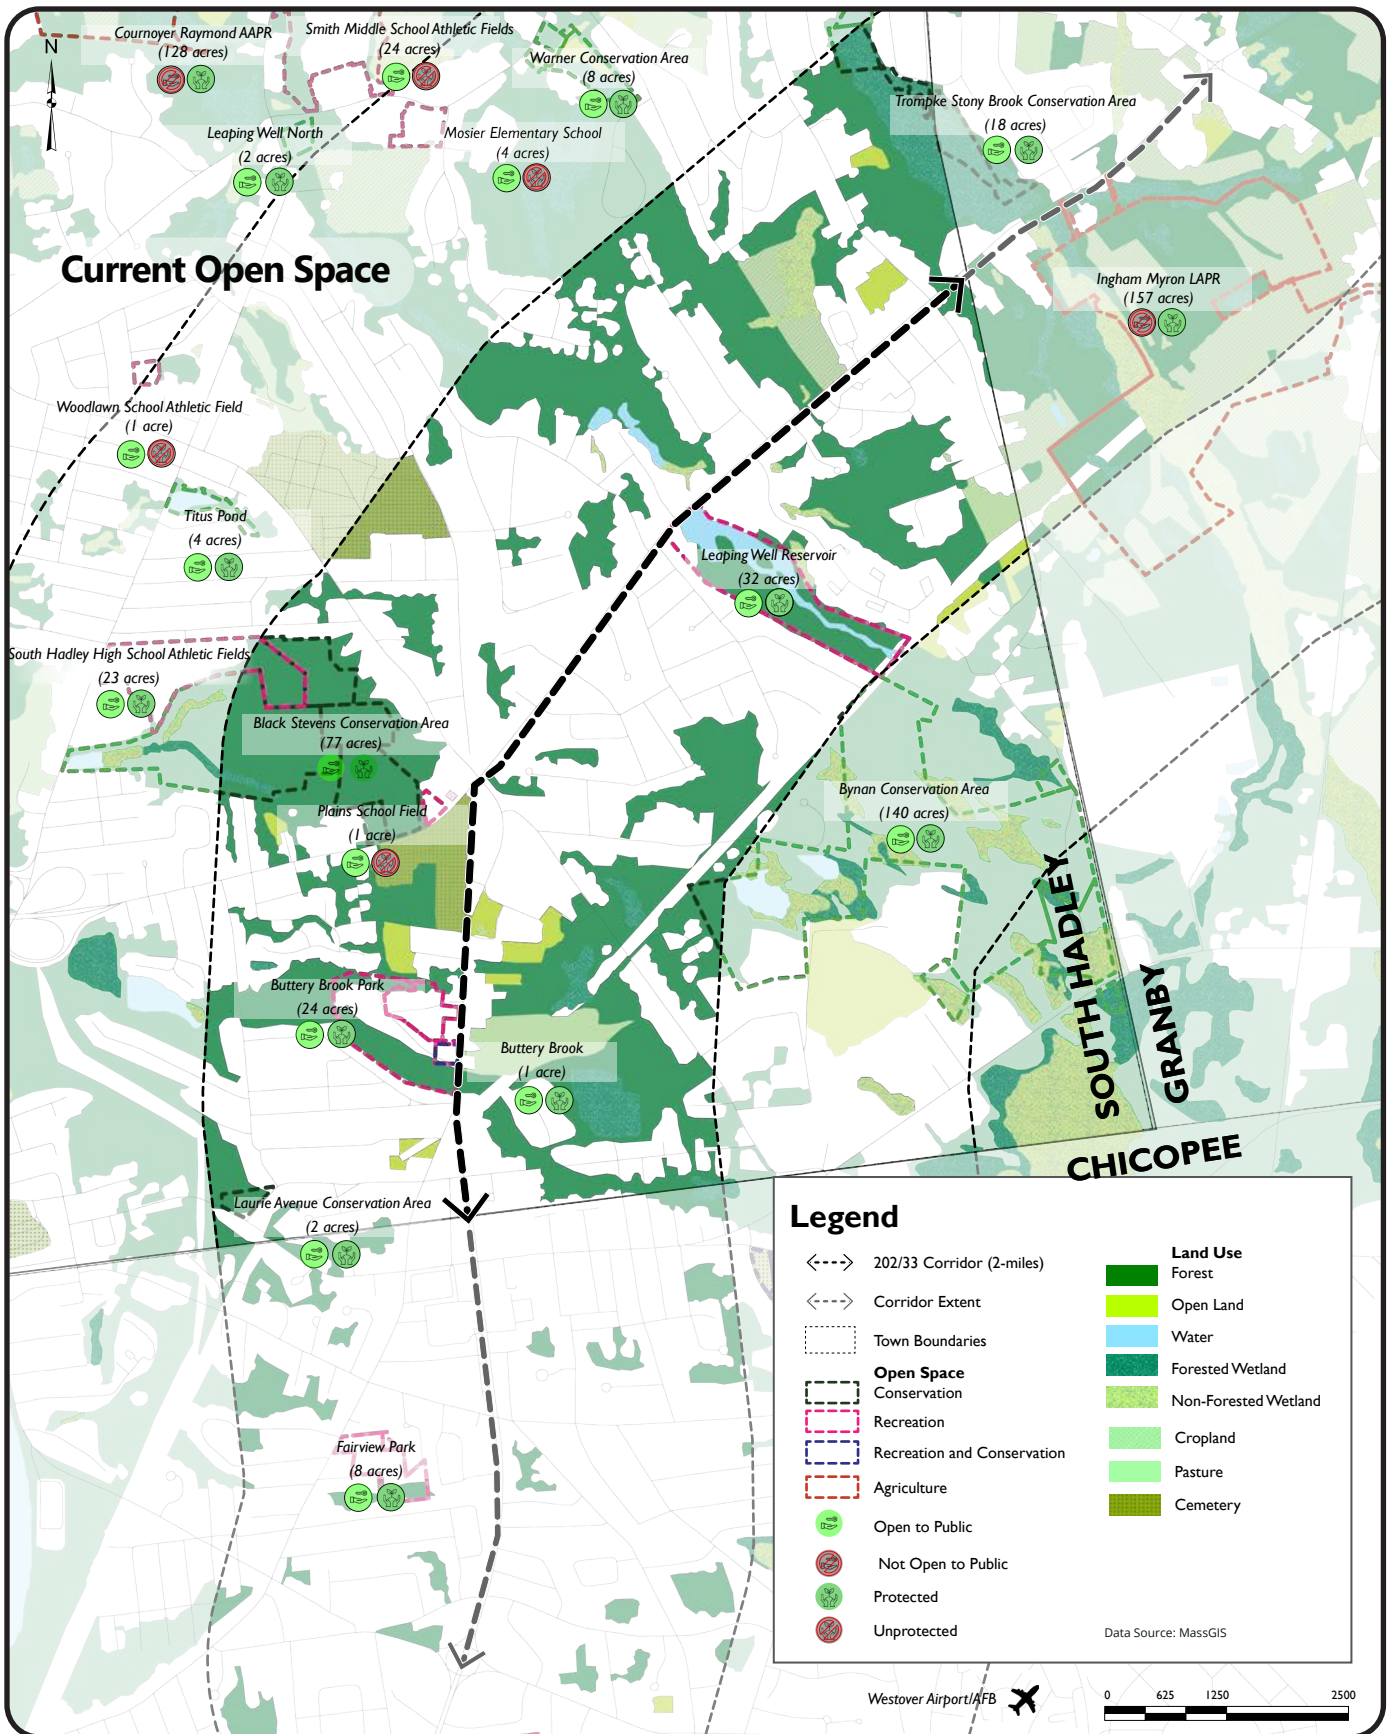 N
Cournoyer Raymond AAPR
(128 acres)
Smith Middle School Athletic Fields
(24 acres)
Warner Conservation Area
(8 acres)
Trompke Stony Brook Conservation Area
(18 acres)
Leaping Well North
(2 acres)
Mosier Elementary School
(4 acres)
Current Open Space
Ingham Myron LAPR
(157 acres)
Woodlawn School Athletic Field
(1 acre)
Titus Pond
(4 acres)
Leaping Well Reservoir
(32 acres)
South Hadley High School Athletic Fields
(23 acres)
Black Stevens Conservation Area
(77 acres)
Plains School Field
(1 acre)
Bynan Conservation Area
(140 acres)
Buttery Brook Park
(24 acres)
Buttery Brook
(1 acre)
SOUTH HADLEY
GRANBY
CHICOPEE
Laurie Avenue Conservation Area
(2 acres)
Fairview Park
(8 acres)
Legend
202/33 Corridor (2-miles)
Corridor Extent
Town Boundaries
Open Space
Conservation
Recreation
Recreation and Conservation
Agriculture
Open to Public
Not Open to Public
Protected
Unprotected
Land Use
Forest
Open Land
Water
Forested Wetland
Non-Forested Wetland
Cropland
Pasture
Cemetery
Data Source: MassGIS
Westover Airport/AFB
0 625 1250 2500